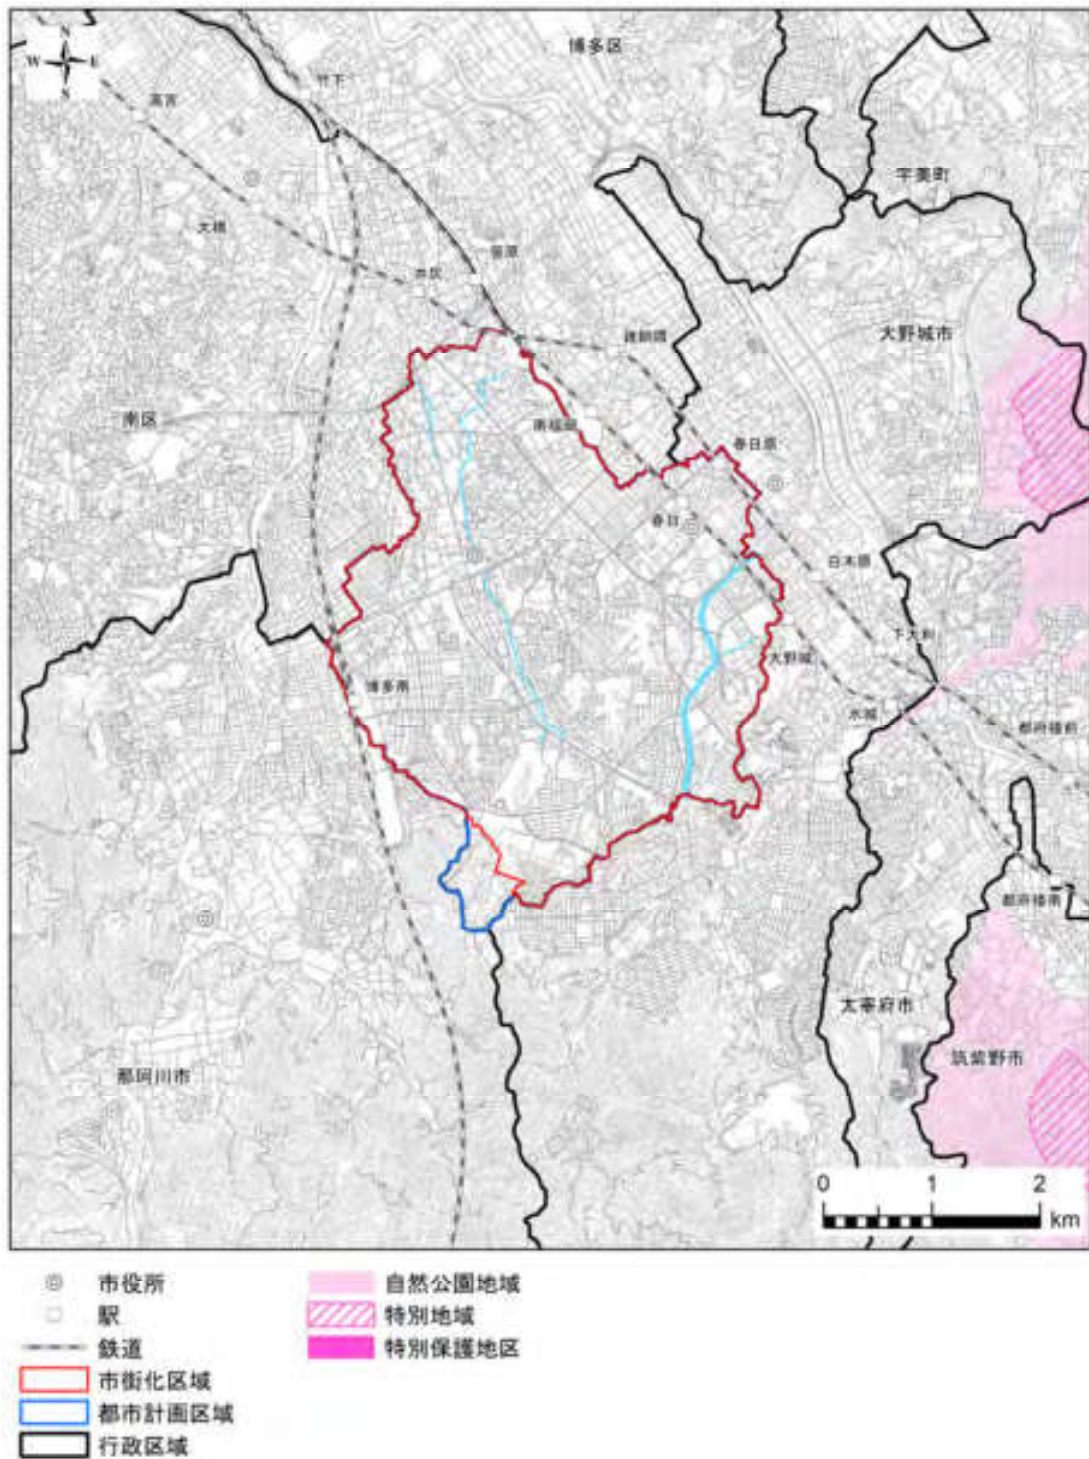 N
W E
S
博多区
竹下
高宮
宇美町
大橋
笹原
井尻
大野城市
雑餉隈
南区
南福岡
春日原
春日
白木原
下大利
大野城
博多南
水城
都府楼前
都府楼南
太宰府市
筑紫野市
那珂川市
0 1 2
km
市役所
駅
鉄道
市街化区域
都市計画区域
行政区域
自然公園地域
特別地域
特別保護地区